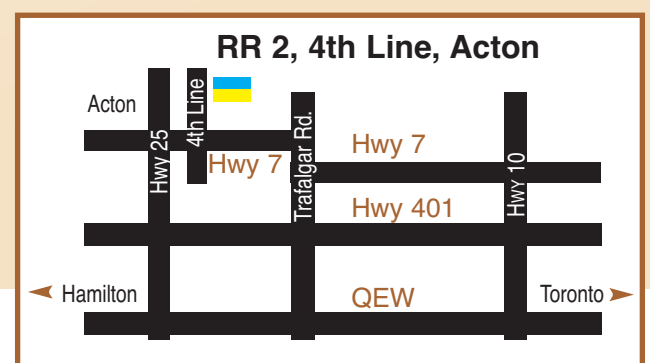 RR 2, 4th Line, Acton
Acton
Hwy 25
4th Line
Hwy 7
Trafalgar Rd.
Hwy 7
Hwy 10
Hwy 401
Hamilton
QEW
Toronto